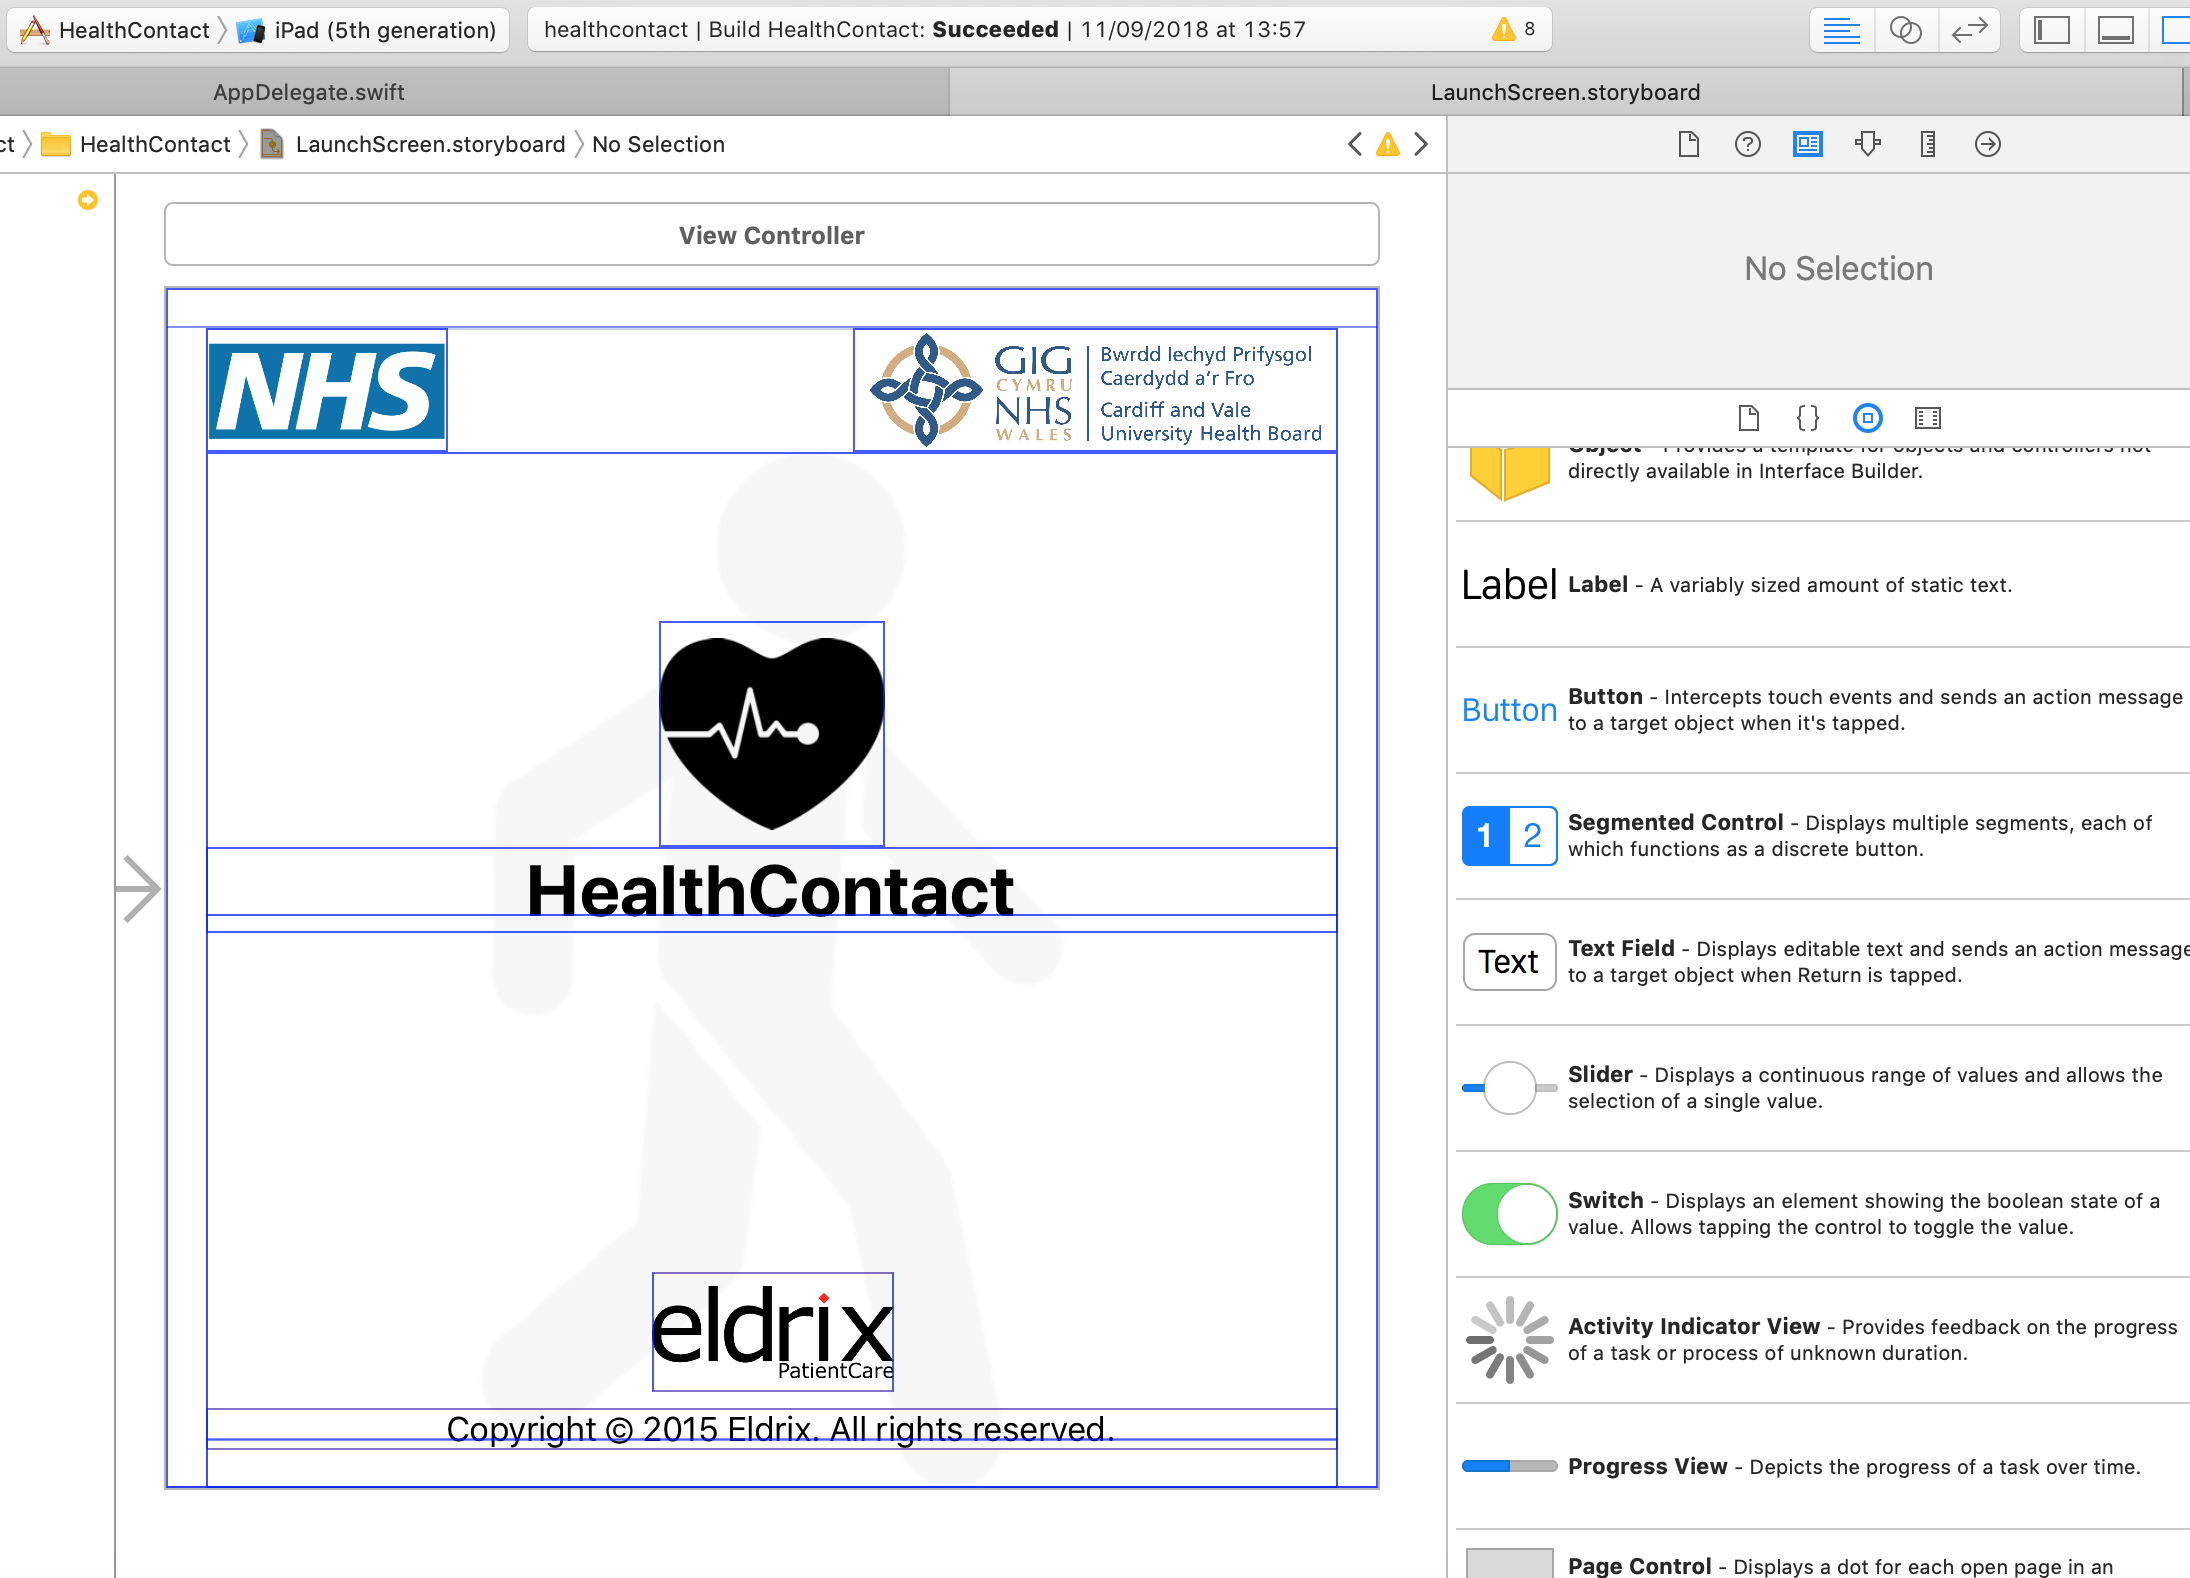 HealthContact
iPad (5th generation)
healthcontact | Build HealthContact: Succeeded | 11/09/2018 at 13:57
8
AppDelegate.swift
LaunchScreen.storyboard
ct
HealthContact
LaunchScreen.storyboard
No Selection
View Controller
No Selection
NHS
GIG
CYMRU
NHS
WALES
Bwrdd Iechyd Prifysgol
Caerdydd a'r Fro
Cardiff and Vale
University Health Board
HealthContact
eldrix
PatientCare
Copyright © 2015 Eldrix. All rights reserved.
Object - Provides a template for objects and controllers not
directly available in Interface Builder.
Label
Label - A variably sized amount of static text.
Button
Button - Intercepts touch events and sends an action message
to a target object when it's tapped.
1 2
Segmented Control - Displays multiple segments, each of
which functions as a discrete button.
Text
Text Field - Displays editable text and sends an action message
to a target object when Return is tapped.
Slider - Displays a continuous range of values and allows the
selection of a single value.
Switch - Displays an element showing the boolean state of a
value. Allows tapping the control to toggle the value.
Activity Indicator View - Provides feedback on the progress
of a task or process of unknown duration.
Progress View - Depicts the progress of a task over time.
Page Control - Displays a dot for each open page in an